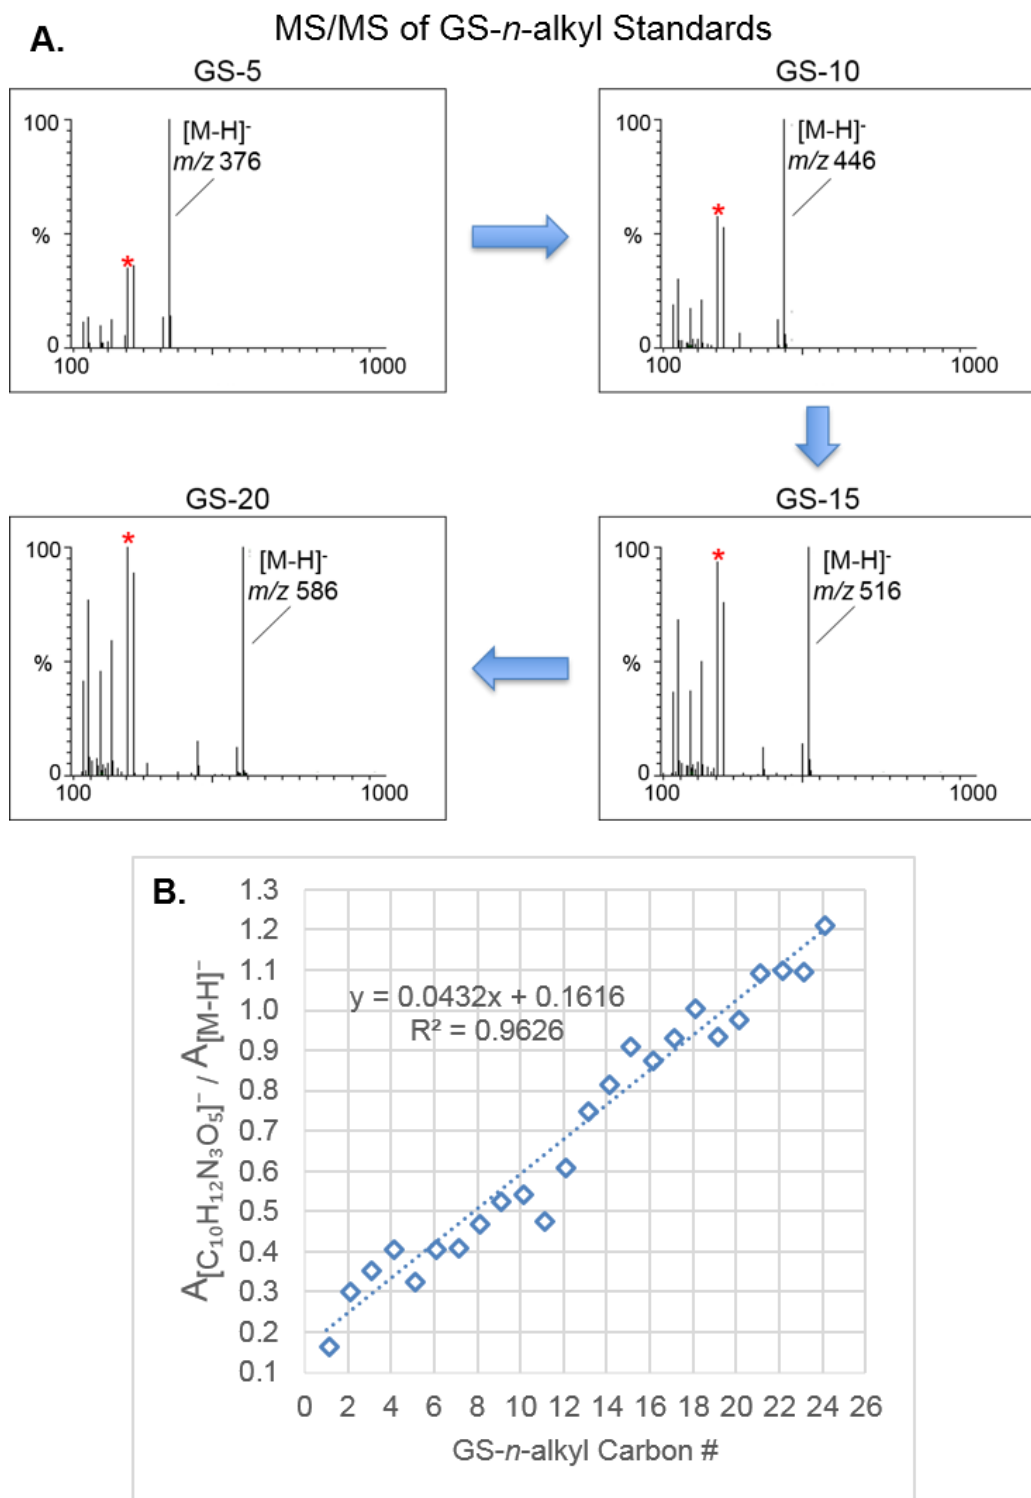 A.
MS/MS of GS-n-alkyl Standards
GS-5
100
%
0
100
1000
[M-H]⁻
m/z 376
*
GS-10
100
%
0
100
1000
[M-H]⁻
m/z 446
*
GS-20
100
%
0
100
1000
[M-H]⁻
m/z 586
*
GS-15
100
%
0
100
1000
[M-H]⁻
m/z 516
*
B.
A[C₁₀H₁₂N₃O₅]⁻ / A[M-H]⁻
1.3
1.2
1.1
1.0
0.9
0.8
0.7
0.6
0.5
0.4
0.3
0.2
0.1
y = 0.0432x + 0.1616
R² = 0.9626
0 2 4 6 8 10 12 14 16 18 20 22 24 26
GS-n-alkyl Carbon #